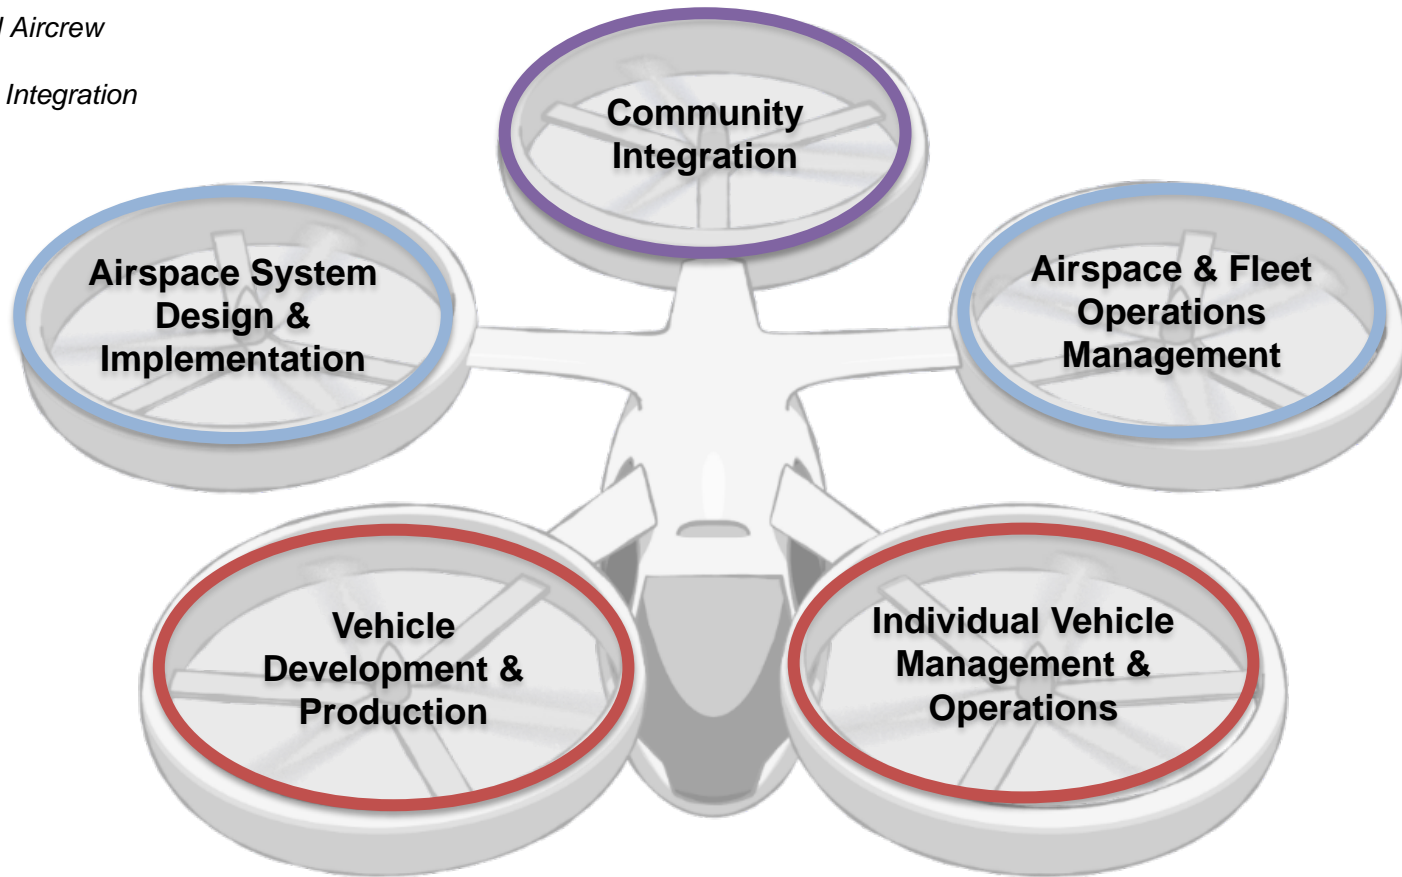 Aircrew
Integration
Community
Integration
Airspace System
Design &
Implementation
Airspace & Fleet
Operations
Management
Vehicle
Development &
Production
Individual Vehicle
Management &
Operations